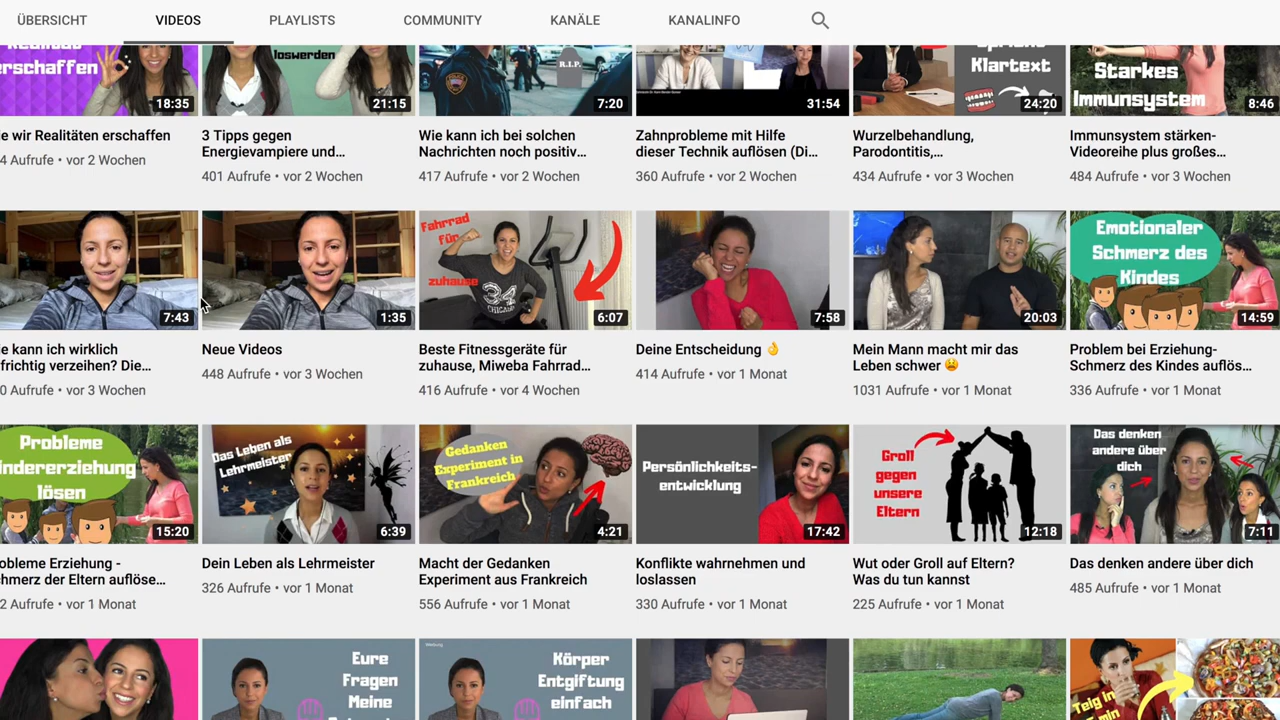 ÜBERSICHT
VIDEOS
PLAYLISTS
COMMUNITY
KANÄLE
KANALINFO
erschaffen
18:35
loswerden
21:15
R.I.P.
7:20
31:54
Klartext
24:20
Starkes
Immunsystem
8:46
e wir Realitäten erschaffen
4 Aufrufe • vor 2 Wochen
3 Tipps gegen
Energievampiere und...
401 Aufrufe • vor 2 Wochen
Wie kann ich bei solchen
Nachrichten noch positiv...
417 Aufrufe • vor 2 Wochen
Zahnprobleme mit Hilfe
dieser Technik auflösen (Di...
360 Aufrufe • vor 2 Wochen
Wurzelbehandlung,
Parodontitis,...
434 Aufrufe • vor 3 Wochen
Immunsystem stärken-
Videoreihe plus großes...
484 Aufrufe • vor 3 Wochen
7:43
1:35
Fahrrad
für
zuhause
34
CHICAGO
6:07
7:58
20:03
Emotionaler
Schmerz des
Kindes
14:59
e kann ich wirklich
frichtig verzeihen? Die...
0 Aufrufe • vor 3 Wochen
Neue Videos
448 Aufrufe • vor 3 Wochen
Beste Fitnessgeräte für
zuhause, Miweba Fahrrad...
416 Aufrufe • vor 4 Wochen
Deine Entscheidung 👌
414 Aufrufe • vor 1 Monat
Mein Mann macht mir das
Leben schwer 😫
1031 Aufrufe • vor 1 Monat
Problem bei Erziehung-
Schmerz des Kindes auflös...
336 Aufrufe • vor 1 Monat
Probleme
indererziehung
lösen
15:20
Das Leben als
Lehrmeister
6:39
Gedanken
Experiment in
Frankreich
4:21
Persönlichkeits-
entwicklung
17:42
Groll
gegen
unsere
Eltern
12:18
Das denken
andere über
dich
7:11
obleme Erziehung -
hmerz der Eltern auflöse...
2 Aufrufe • vor 1 Monat
Dein Leben als Lehrmeister
326 Aufrufe • vor 1 Monat
Macht der Gedanken
Experiment aus Frankreich
556 Aufrufe • vor 1 Monat
Konflikte wahrnehmen und
loslassen
330 Aufrufe • vor 1 Monat
Wut oder Groll auf Eltern?
Was du tun kannst
225 Aufrufe • vor 1 Monat
Das denken andere über dich
485 Aufrufe • vor 1 Monat
Eure
Fragen
Meine
Werbung
Körper
Entgiftung
einfach
Teig in